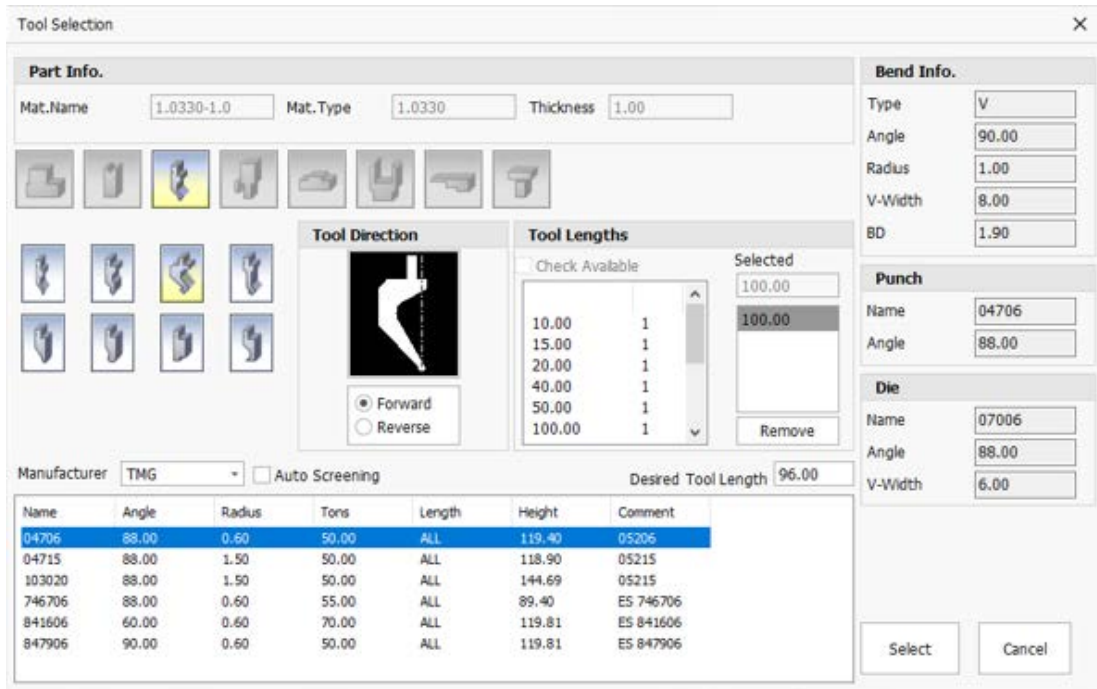 Tool Selection
Part Info.
Mat.Name 1.0330-1.0 Mat.Type 1.0330 Thickness 1.00
Bend Info.
Type V
Angle 90.00
Radius 1.00
V-Width 8.00
BD 1.90
Tool Direction
Forward
Reverse
Tool Lengths
Check Available
10.00 1
15.00 1
20.00 1
40.00 1
50.00 1
100.00 1
Selected
100.00
100.00
Remove
Punch
Name 04706
Angle 88.00
Die
Name 07006
Angle 88.00
V-Width 6.00
Manufacturer TMG Auto Screening Desired Tool Length 96.00
Name Angle Radius Tons Length Height Comment
04706 88.00 0.60 50.00 ALL 119.40 05206
04715 88.00 1.50 50.00 ALL 118.90 05215
103020 88.00 1.50 50.00 ALL 144.69 05215
746706 88.00 0.60 55.00 ALL 89.40 ES 746706
841606 60.00 0.60 70.00 ALL 119.81 ES 841606
847906 90.00 0.60 50.00 ALL 119.81 ES 847906
Select Cancel